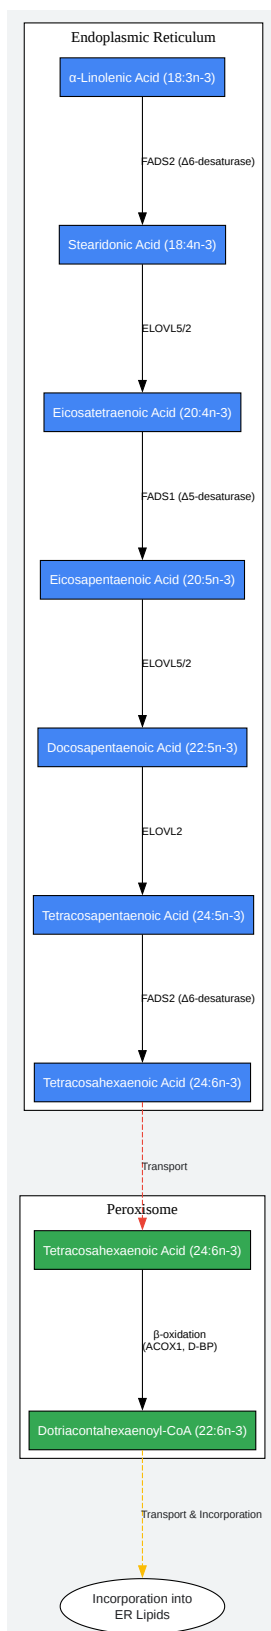 Endoplasmic Reticulum
α-Linolenic Acid (18:3n-3)
FADS2 (Δ6-desaturase)
Stearidonic Acid (18:4n-3)
ELOVL5/2
Eicosatetraenoic Acid (20:4n-3)
FADS1 (Δ5-desaturase)
Eicosapentaenoic Acid (20:5n-3)
ELOVL5/2
Docosapentaenoic Acid (22:5n-3)
ELOVL2
Tetracosapentaenoic Acid (24:5n-3)
FADS2 (Δ6-desaturase)
Tetracosahexaenoic Acid (24:6n-3)
Transport
Peroxisome
Tetracosahexaenoic Acid (24:6n-3)
β-oxidation
(ACOX1, D-BP)
Dotriacontahexaenoyl-CoA (22:6n-3)
Transport & Incorporation
Incorporation into
ER Lipids